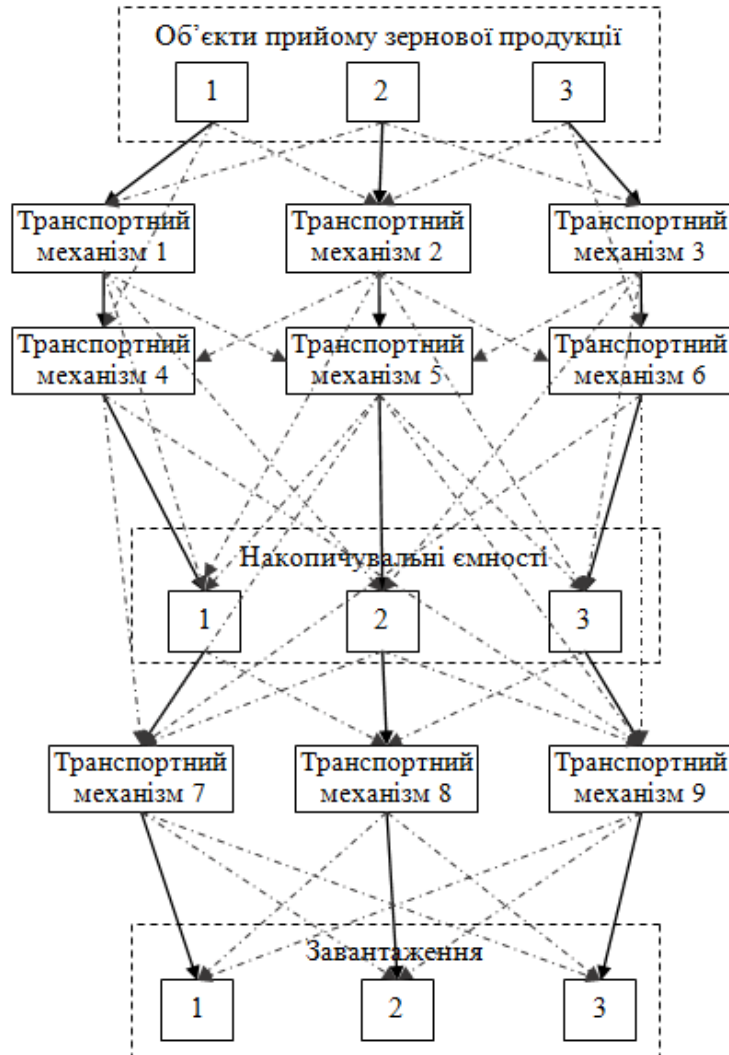 Об’єкти прийому зернової продукції
1
2
3
Транспортний
механізм 1
Транспортний
механізм 2
Транспортний
механізм 3
Транспортний
механізм 4
Транспортний
механізм 5
Транспортний
механізм 6
Накопичувальні ємності
1
2
3
Транспортний
механізм 7
Транспортний
механізм 8
Транспортний
механізм 9
Завантаження
1
2
3